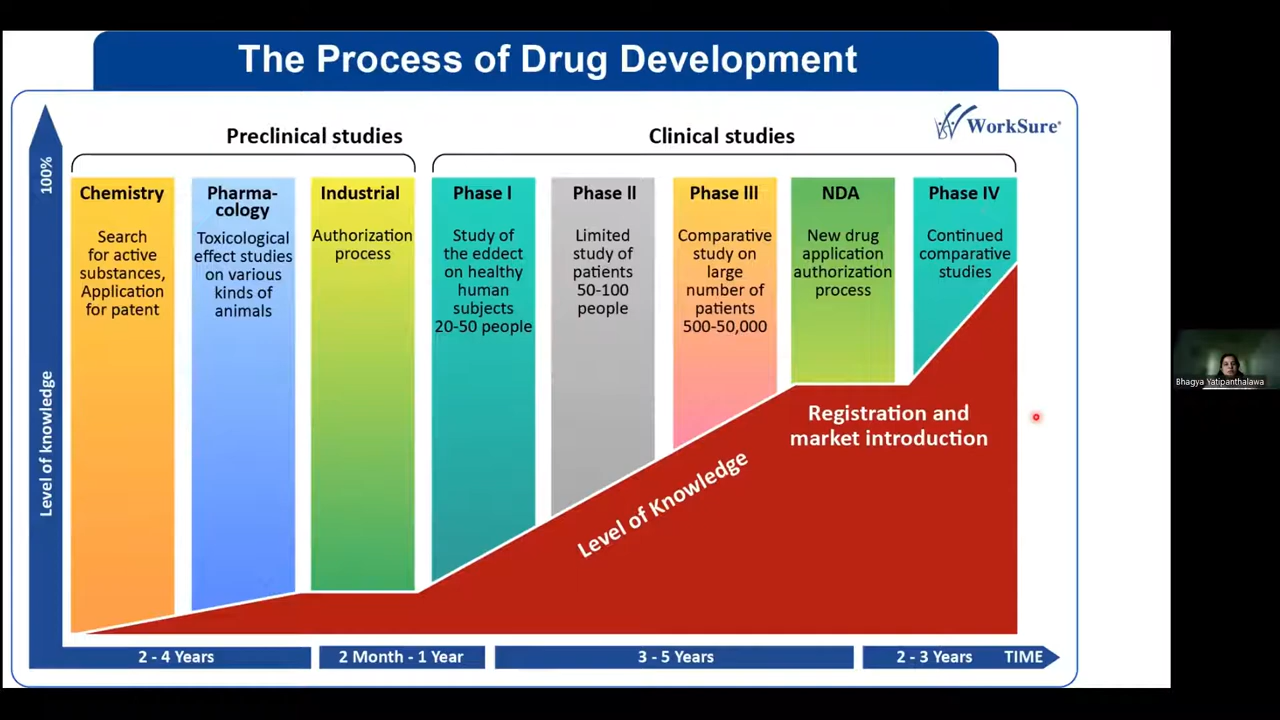 The Process of Drug Development
Preclinical studies
Clinical studies
WorkSure®
100%
Level of knowledge
Chemistry
Search
for active
substances,
Application
for patent
Pharma-
cology
Toxicological
effect studies
on various
kinds of
animals
Industrial
Authorization
process
Phase I
Study of
the eddect
on healthy
human
subjects
20-50 people
Phase II
Limited
study of
patients
50-100
people
Phase III
Comparative
study on
large
number of
patients
500-50,000
NDA
New drug
application
authorization
process
Phase IV
Continued
comparative
studies
Level of Knowledge
Registration and
market introduction
2 - 4 Years
2 Month - 1 Year
3 - 5 Years
2 - 3 Years
TIME
Bhagya Yatipanthalawa